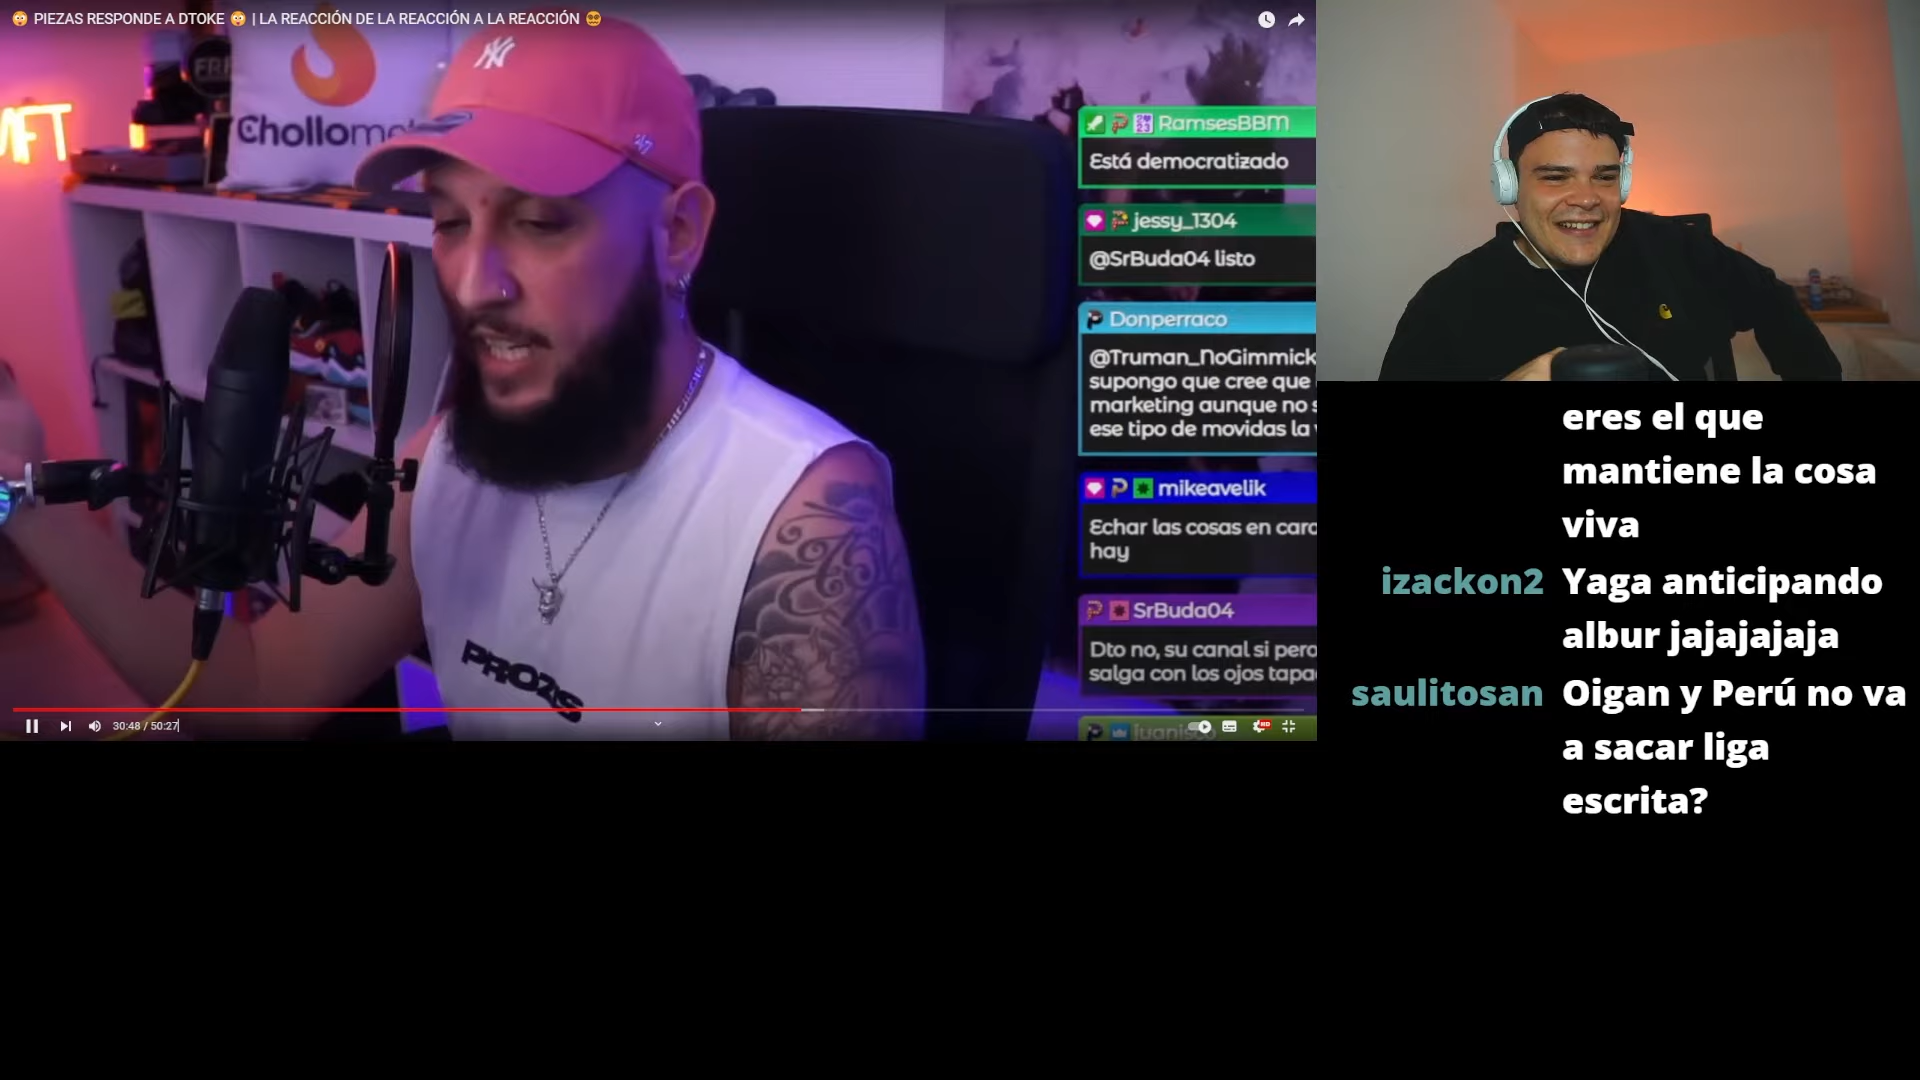 😳 PIEZAS RESPONDE A DTOKE 😳 | LA REACCIÓN DE LA REACCIÓN A LA REACCIÓN 😵‍💫
Chollome
PROZIS
RamsesBBM
Está democratizado
jessy_1304
@SrBuda04 listo
Donperraco
@Truman_NoGimmick
supongo que cree que
marketing aunque no s
ese tipo de movidas la
mikeavelik
Echar las cosas en cara
hay
SrBuda04
Dto no, su canal si pero
salga con los ojos tapa
30:48 / 50:27
HD
eres el que
mantiene la cosa
viva
izackon2 Yaga anticipando
albur jajajajaja
saulitosan Oigan y Perú no va
a sacar liga
escrita?